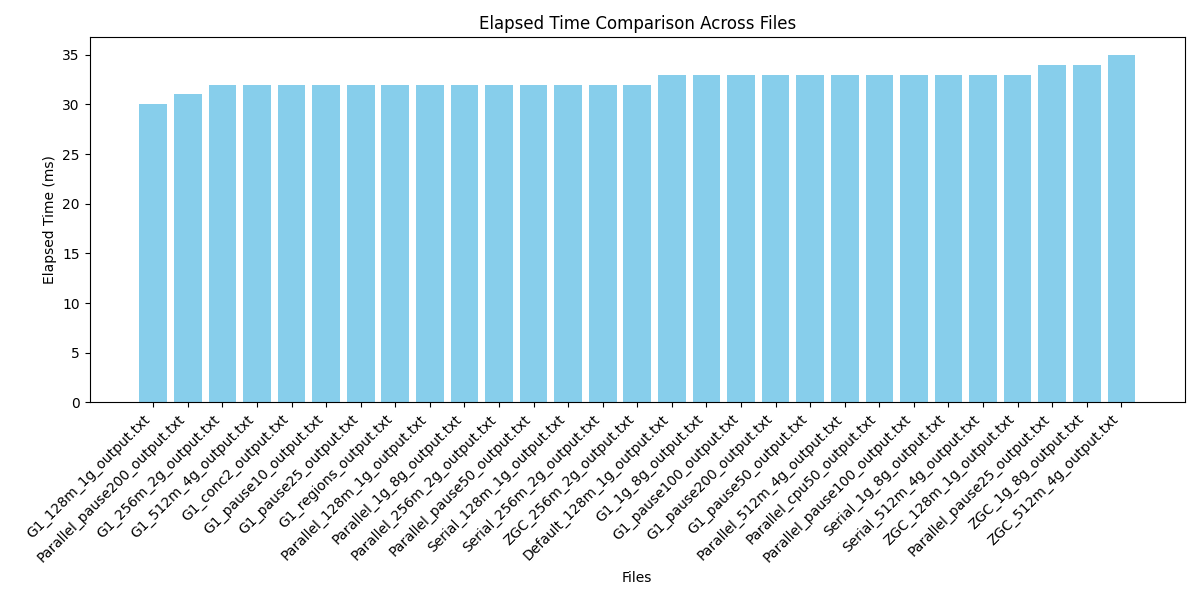 Elapsed Time Comparison Across Files
Elapsed Time (ms)
35
30
25
20
15
10
5
0
G1_128m_1g_output.txt
Parallel_pause200_output.txt
G1_256m_2g_output.txt
G1_512m_4g_output.txt
G1_conc2_output.txt
G1_pause10_output.txt
G1_pause25_output.txt
G1_regions_output.txt
Parallel_128m_1g_output.txt
Parallel_1g_8g_output.txt
Parallel_256m_2g_output.txt
Parallel_pause50_output.txt
Serial_128m_1g_output.txt
Serial_256m_2g_output.txt
ZGC_256m_2g_output.txt
Default_128m_1g_output.txt
G1_1g_8g_output.txt
G1_pause100_output.txt
G1_pause200_output.txt
G1_pause50_output.txt
Parallel_512m_4g_output.txt
Parallel_cpu50_output.txt
Parallel_pause100_output.txt
Serial_1g_8g_output.txt
Serial_512m_4g_output.txt
ZGC_128m_1g_output.txt
Parallel_pause25_output.txt
ZGC_1g_8g_output.txt
ZGC_512m_4g_output.txt
Files